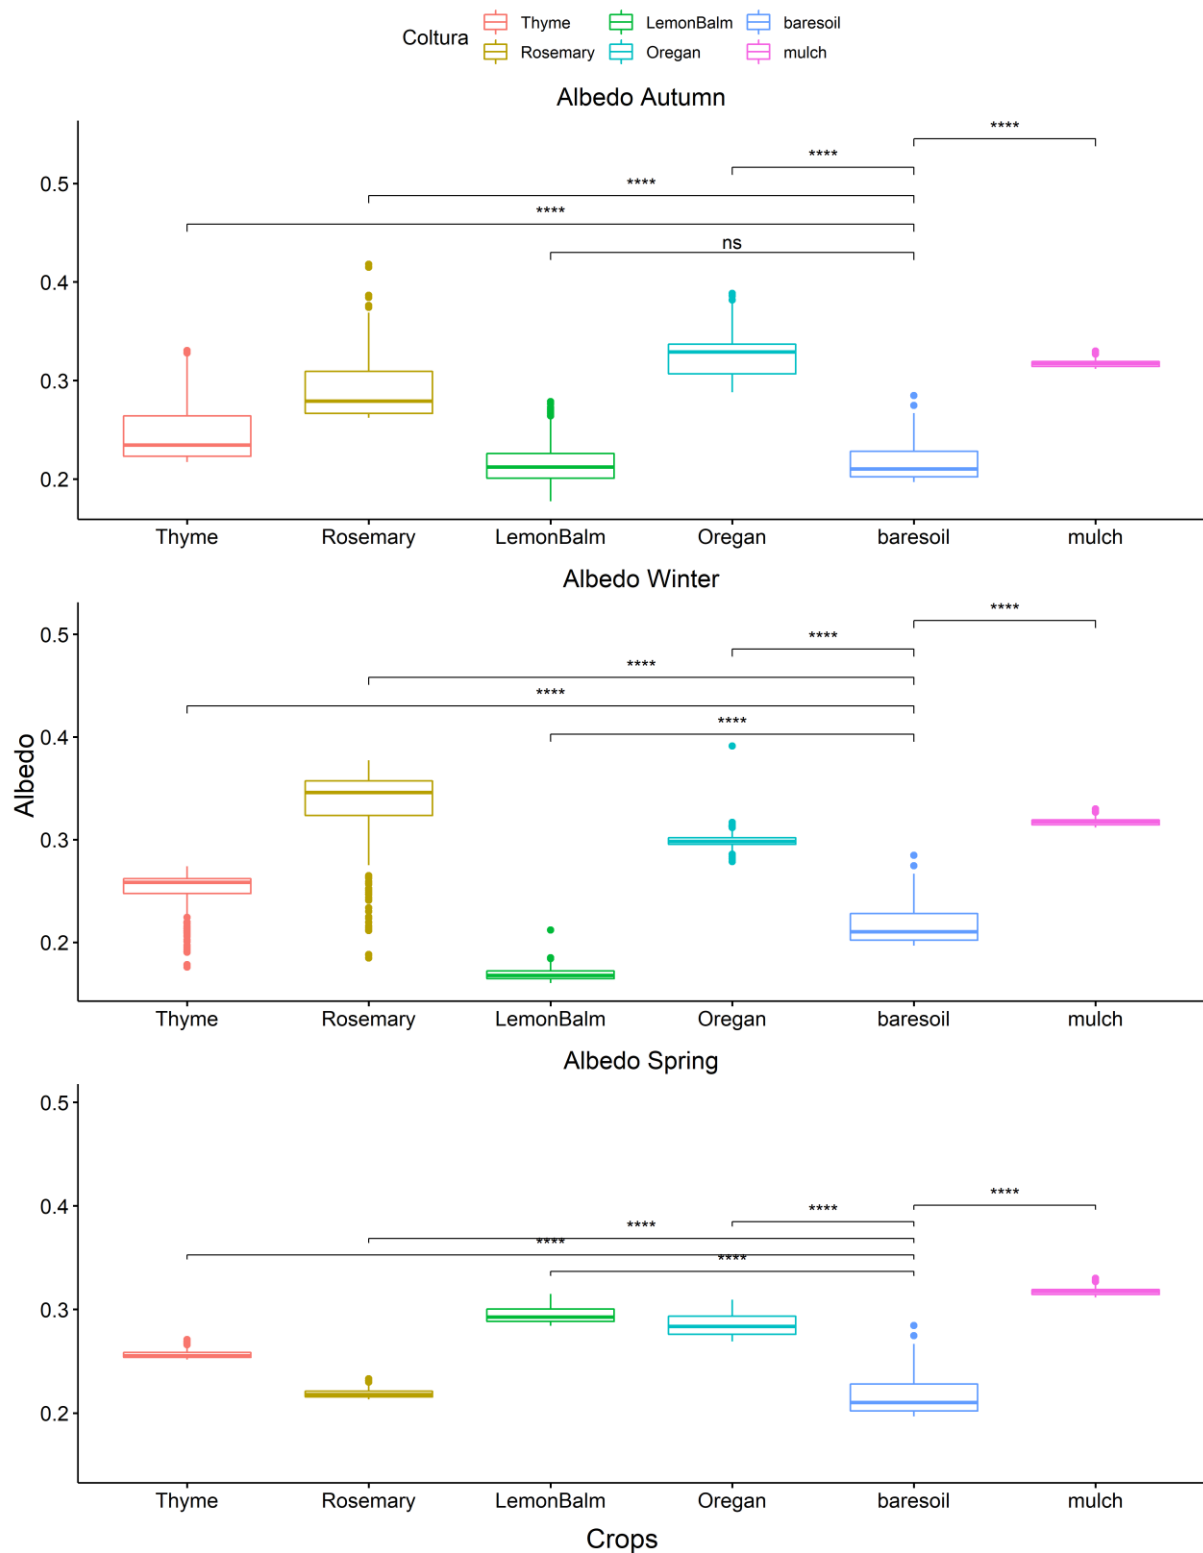 Coltura
Thyme LemonBalm baresoil
Rosemary Oregan mulch
Albedo Autumn
****
****
****
****
ns
0.5
0.4
0.3
0.2
Thyme Rosemary LemonBalm Oregan baresoil mulch
Albedo Winter
****
****
****
****
****
0.5
0.4
0.3
0.2
Albedo
Thyme Rosemary LemonBalm Oregan baresoil mulch
Albedo Spring
****
****
****
****
****
0.5
0.4
0.3
0.2
Thyme Rosemary LemonBalm Oregan baresoil mulch
Crops